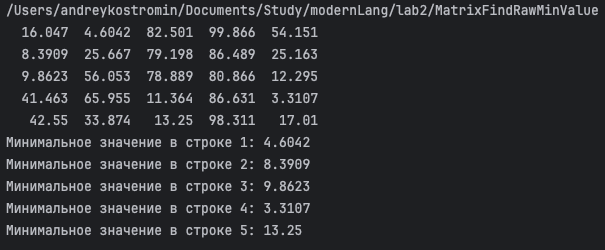 /Users/andreykostromin/Documents/Study/modernLang/lab2/MatrixFindRawMinValue
16.047 4.6042 82.501 99.866 54.151
8.3909 25.667 79.198 86.489 25.163
9.8623 56.053 78.889 80.866 12.295
41.463 65.955 11.364 86.631 3.3107
42.55 33.874 13.25 98.311 17.01
Минимальное значение в строке 1: 4.6042
Минимальное значение в строке 2: 8.3909
Минимальное значение в строке 3: 9.8623
Минимальное значение в строке 4: 3.3107
Минимальное значение в строке 5: 13.25